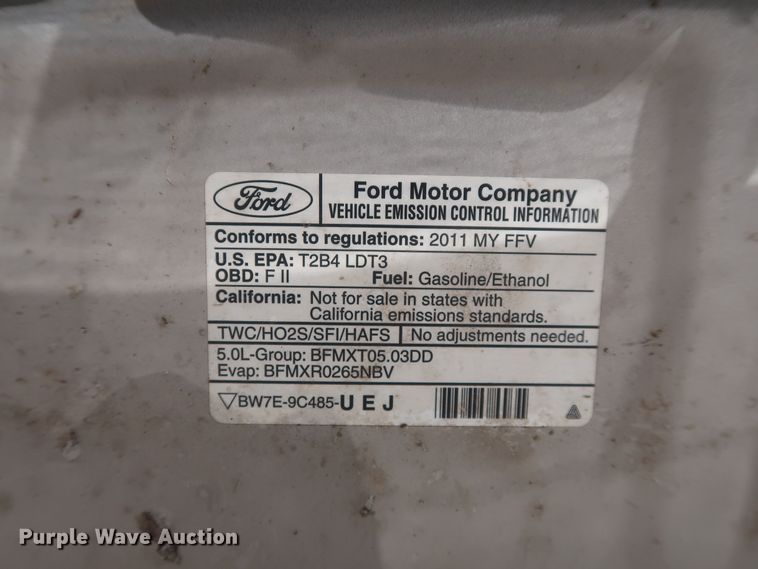 Ford
Ford Motor Company
VEHICLE EMISSION CONTROL INFORMATION
Conforms to regulations: 2011 MY FFV
U.S. EPA: T2B4 LDT3
OBD: F II Fuel: Gasoline/Ethanol
California: Not for sale in states with
California emissions standards.
TWC/HO2S/SFI/HAFS No adjustments needed.
5.0L-Group: BFMXT05.03DD
Evap: BFMXR0265NBV
BW7E-9C485-U E J
Purple Wave Auction